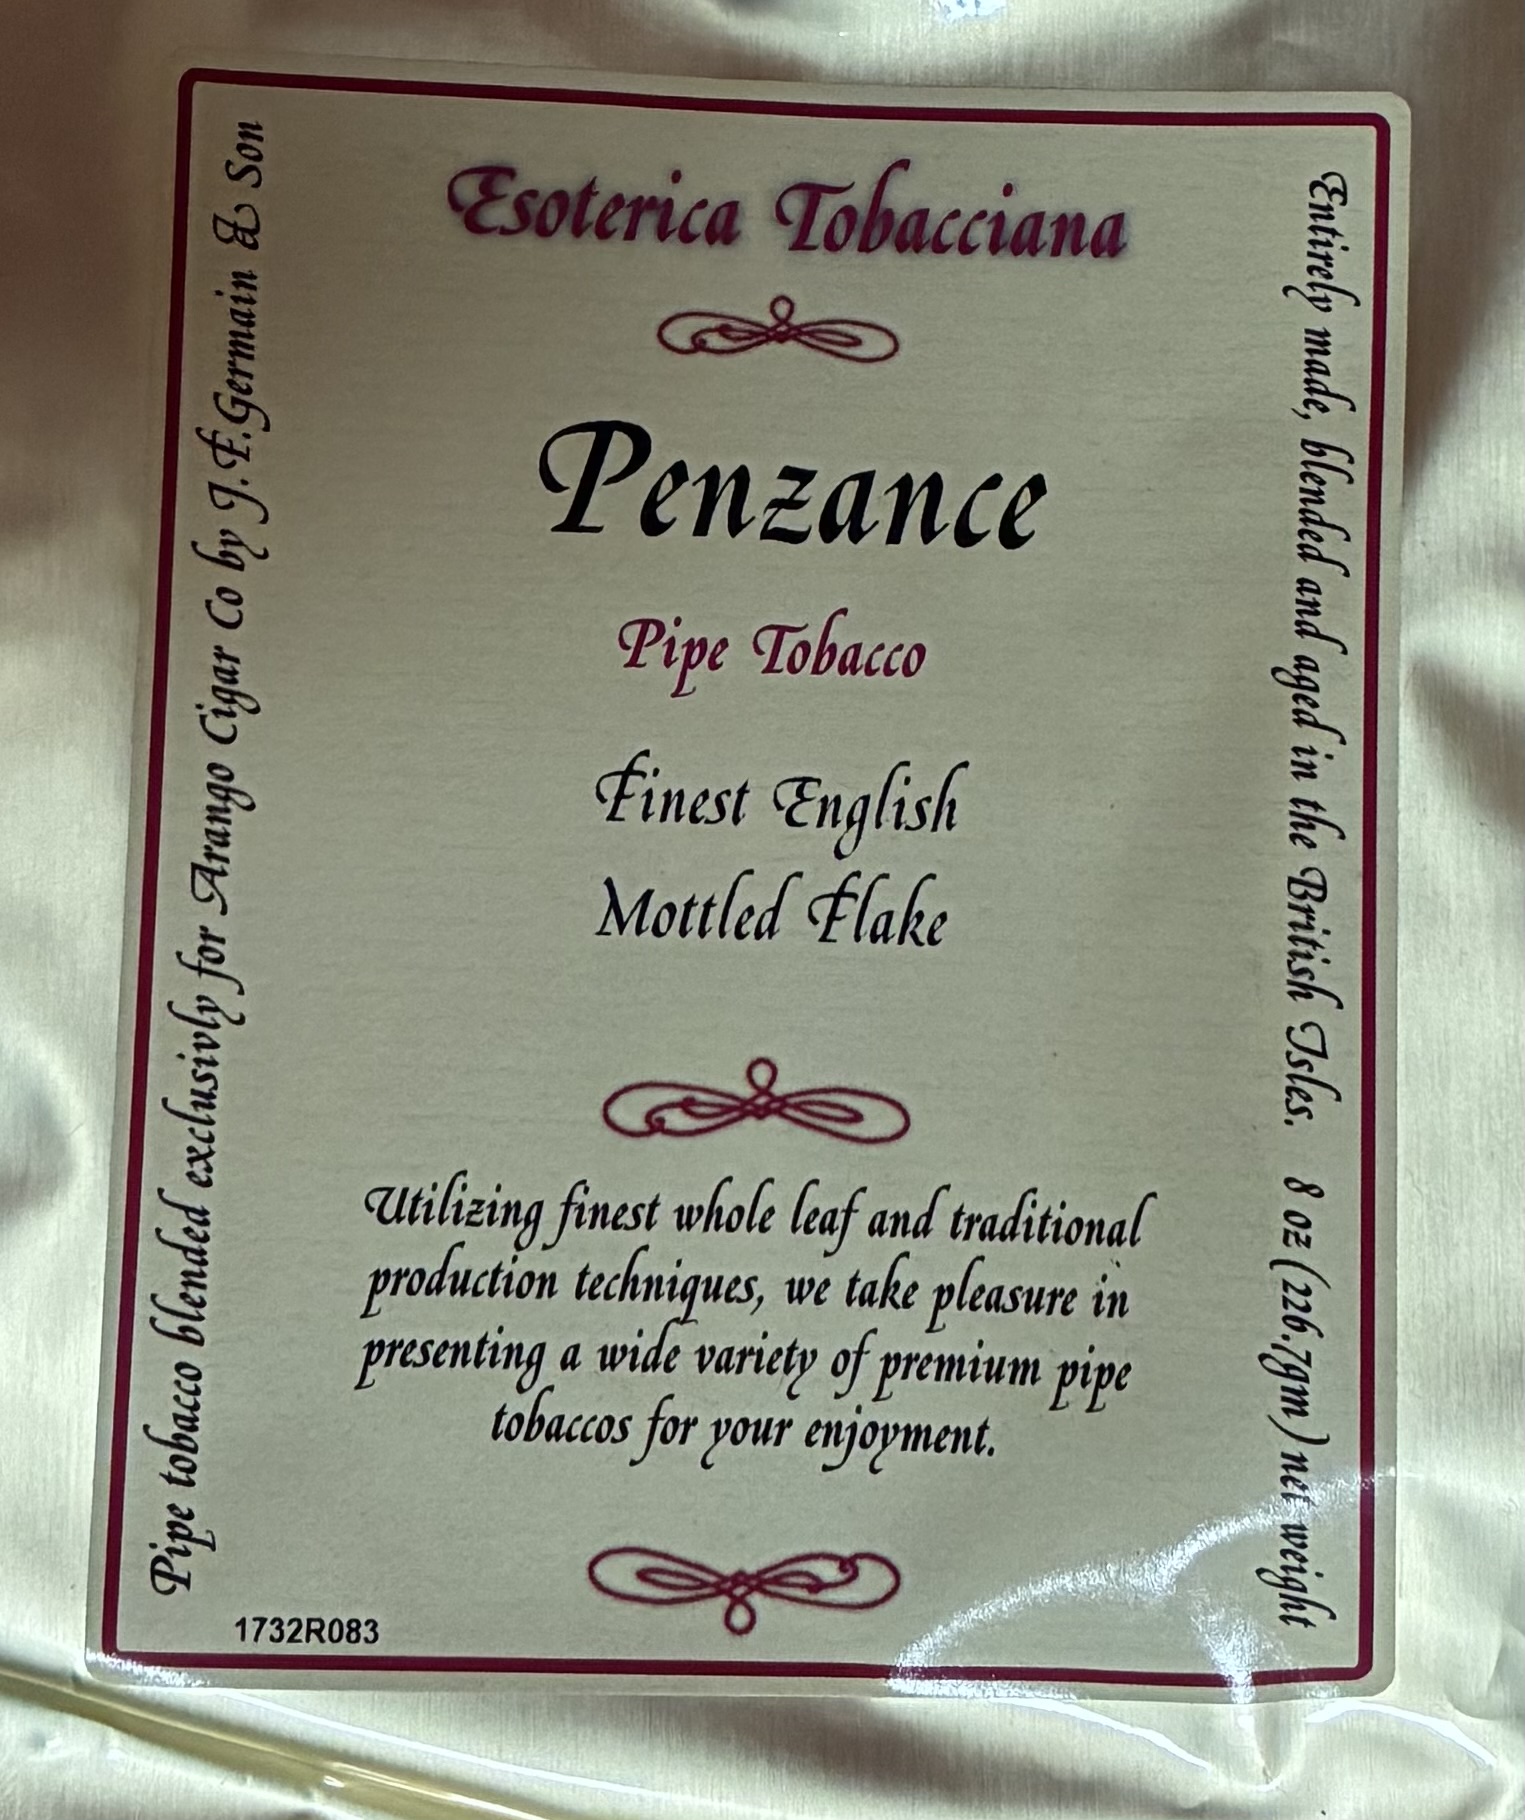 Esoterica Tobacciana
Penzance
Pipe Tobacco
Finest English
Mottled Flake
Utilizing finest whole leaf and traditional
production techniques, we take pleasure in
presenting a wide variety of premium pipe
tobaccos for your enjoyment.
Pipe tobacco blended exclusivly for Arango Cigar Co by J.F.Germain & Son
Entirely made, blended and aged in the British Isles. 8 oz (226.7gm) net weight
1732R083